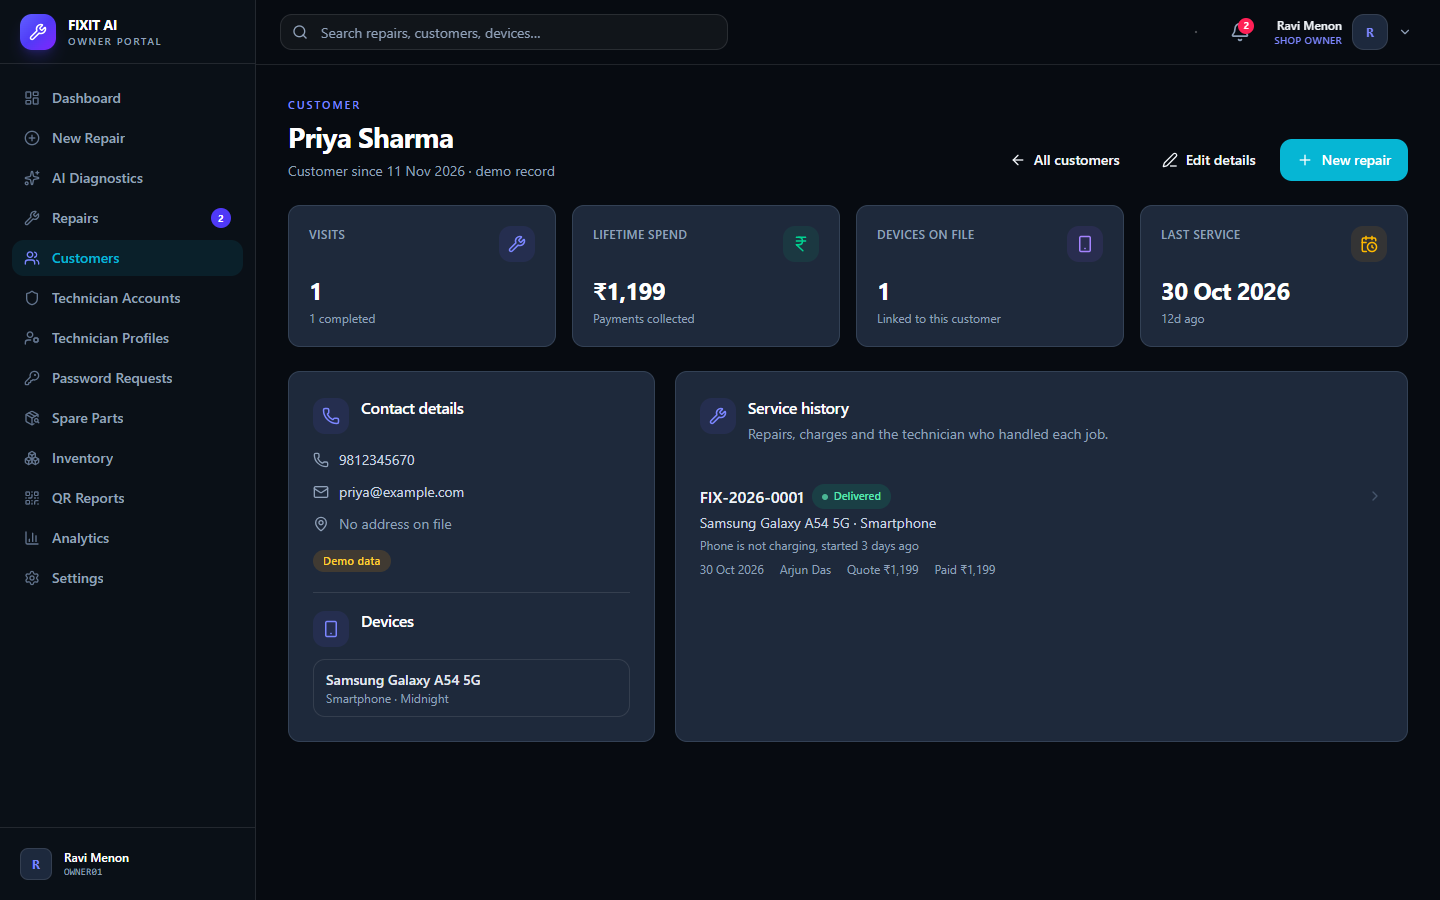 FIXIT AI
OWNER PORTAL
Search repairs, customers, devices...
2
Ravi Menon
SHOP OWNER
R
Dashboard
New Repair
AI Diagnostics
Repairs
2
Customers
Technician Accounts
Technician Profiles
Password Requests
Spare Parts
Inventory
QR Reports
Analytics
Settings
R
Ravi Menon
OWNER01
CUSTOMER
Priya Sharma
Customer since 11 Nov 2026 · demo record
All customers
Edit details
New repair
VISITS
1
1 completed
LIFETIME SPEND
₹1,199
Payments collected
DEVICES ON FILE
1
Linked to this customer
LAST SERVICE
30 Oct 2026
12d ago
Contact details
9812345670
priya@example.com
No address on file
Demo data
Devices
Samsung Galaxy A54 5G
Smartphone · Midnight
Service history
Repairs, charges and the technician who handled each job.
FIX-2026-0001 Delivered
Samsung Galaxy A54 5G · Smartphone
Phone is not charging, started 3 days ago
30 Oct 2026 Arjun Das Quote ₹1,199 Paid ₹1,199